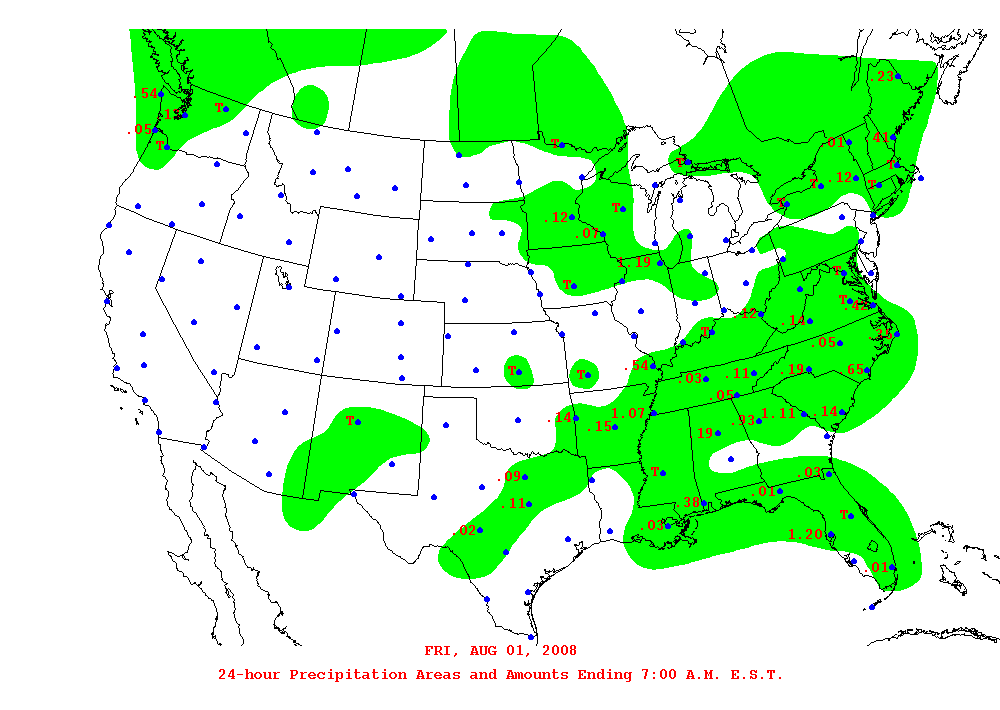 .23
.54
T
.05
T
.41
.01
T
T
T
.12
T
T
T
T
.12
.07
1.19
T
T
T
.42
.12
.14
T
.05
.54
T
T
.03
.11
.19
.65
.05
.14
.15
1.07
.93
1.11
.14
T
.19
T
.09
.03
.01
.11
.38
T
.02
.03
1.20
.01
FRI, AUG 01, 2008
24-hour Precipitation Areas and Amounts Ending 7:00 A.M. E.S.T.